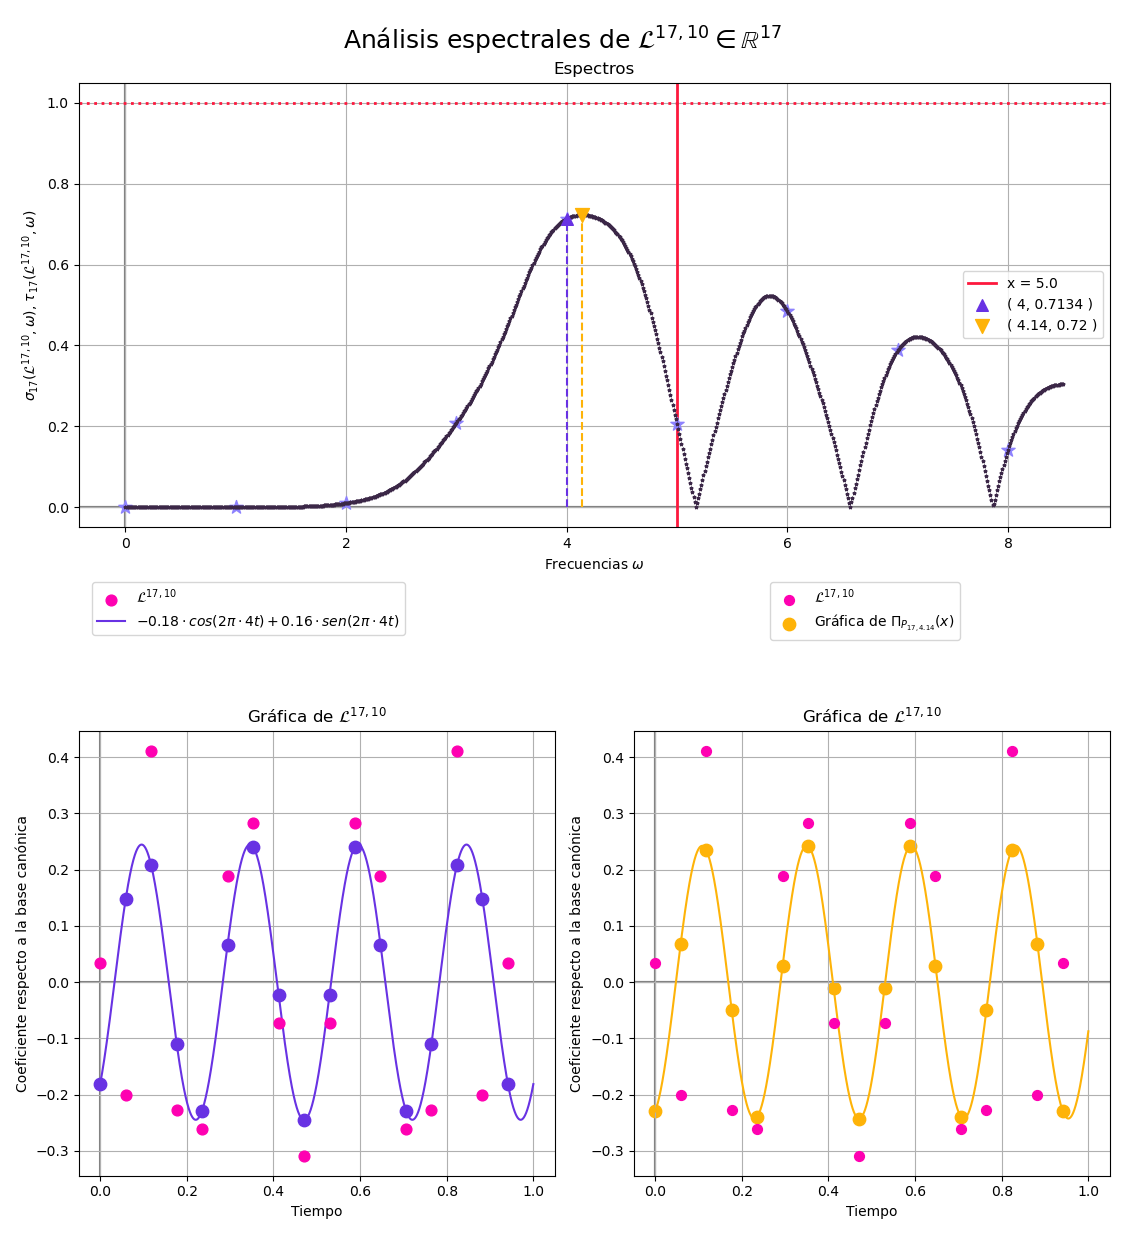 Análisis espectrales de 𝓛^{17,10} ∈ ℝ^{17}
Espectros
1.0
0.8
0.6
0.4
0.2
0.0
σ_{17}(𝓛^{17,10}, ω), τ_{17}(𝓛^{17,10}, ω)
x = 5.0
( 4, 0.7134 )
( 4.14, 0.72 )
0 2 4 6 8
Frecuencias ω
𝓛^{17,10}
−0.18 · cos(2π · 4t) + 0.16 · sen(2π · 4t)
𝓛^{17,10}
Gráfica de Π_{P_{17,4.14}}(x)
Gráfica de 𝓛^{17,10}
0.4
0.3
0.2
0.1
0.0
−0.1
−0.2
−0.3
Coeficiente respecto a la base canónica
0.0 0.2 0.4 0.6 0.8 1.0
Tiempo
Gráfica de 𝓛^{17,10}
0.4
0.3
0.2
0.1
0.0
−0.1
−0.2
−0.3
Coeficiente respecto a la base canónica
0.0 0.2 0.4 0.6 0.8 1.0
Tiempo